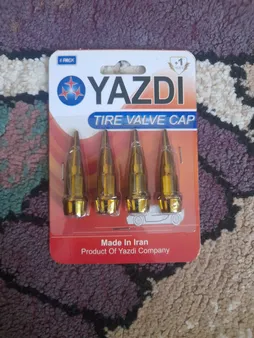 YAZDI
TIRE VALVE CAP
Made In Iran
Product Of Yazdi Company